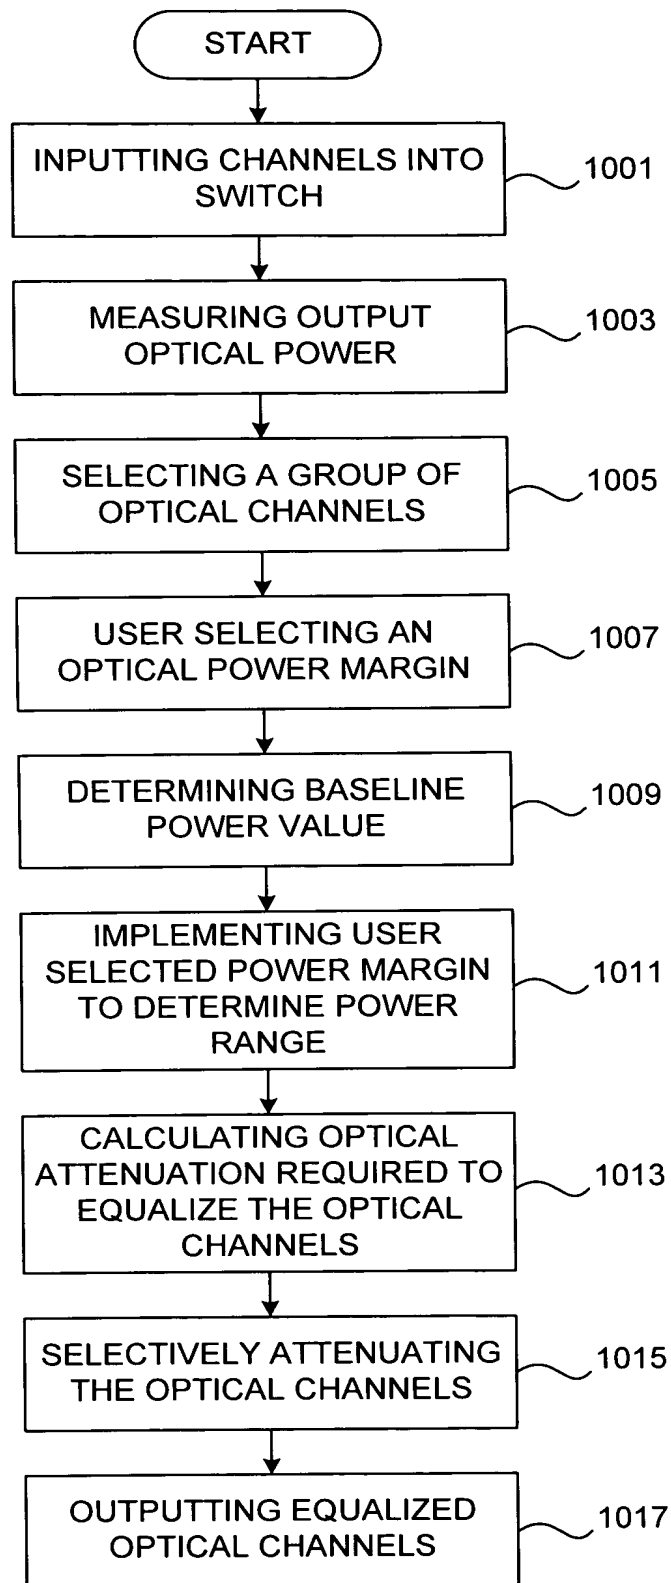 START
INPUTTING CHANNELS INTO
SWITCH
1001
MEASURING OUTPUT
OPTICAL POWER
1003
SELECTING A GROUP OF
OPTICAL CHANNELS
1005
USER SELECTING AN
OPTICAL POWER MARGIN
1007
DETERMINING BASELINE
POWER VALUE
1009
IMPLEMENTING USER
SELECTED POWER MARGIN
TO DETERMINE POWER
RANGE
1011
CALCULATING OPTICAL
ATTENUATION REQUIRED TO
EQUALIZE THE OPTICAL
CHANNELS
1013
SELECTIVELY ATTENUATING
THE OPTICAL CHANNELS
1015
OUTPUTTING EQUALIZED
OPTICAL CHANNELS
1017